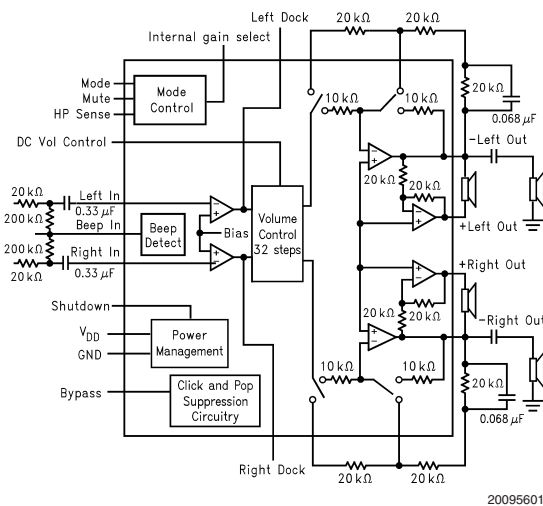 Left Dock
20 kΩ
20 kΩ
Internal gain select
Mode
Mute
HP Sense
Mode
Control
10 kΩ
10 kΩ
20 kΩ
0.068 μF
DC Vol Control
−Left Out
20 kΩ
20 kΩ
20 kΩ
Left In
0.33 μF
200 kΩ
Beep In
Beep
Detect
Bias
Volume
Control
32 steps
+Left Out
200 kΩ
Right In
20 kΩ
0.33 μF
+Right Out
20 kΩ
20 kΩ
−Right Out
Shutdown
VDD
GND
Power
Management
10 kΩ
10 kΩ
20 kΩ
0.068 μF
Bypass
Click and Pop
Suppression
Circuitry
Right Dock
20 kΩ
20 kΩ
20095601